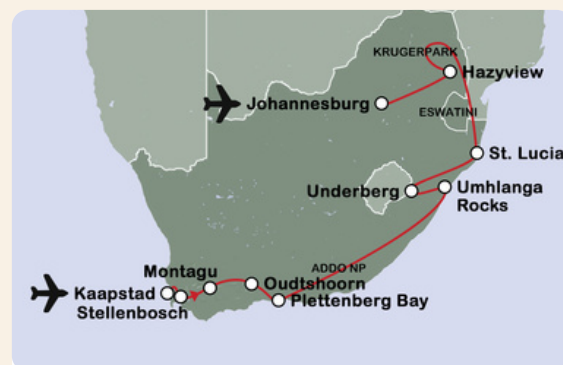 KRUGERPARK
Hazyview
Johannesburg
ESWATINI
St. Lucia
Underberg
Umhlanga
Rocks
ADDO NP
Montagu
Oudtshoorn
Kaapstad
Plettenberg Bay
Stellenbosch